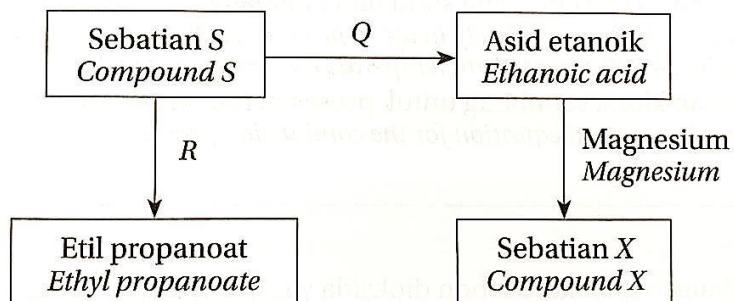 Sebatian S
Compound S
Q
Asid etanoik
Ethanoic acid
R
Magnesium
Magnesium
Etil propanoat
Ethyl propanoate
Sebatian X
Compound X